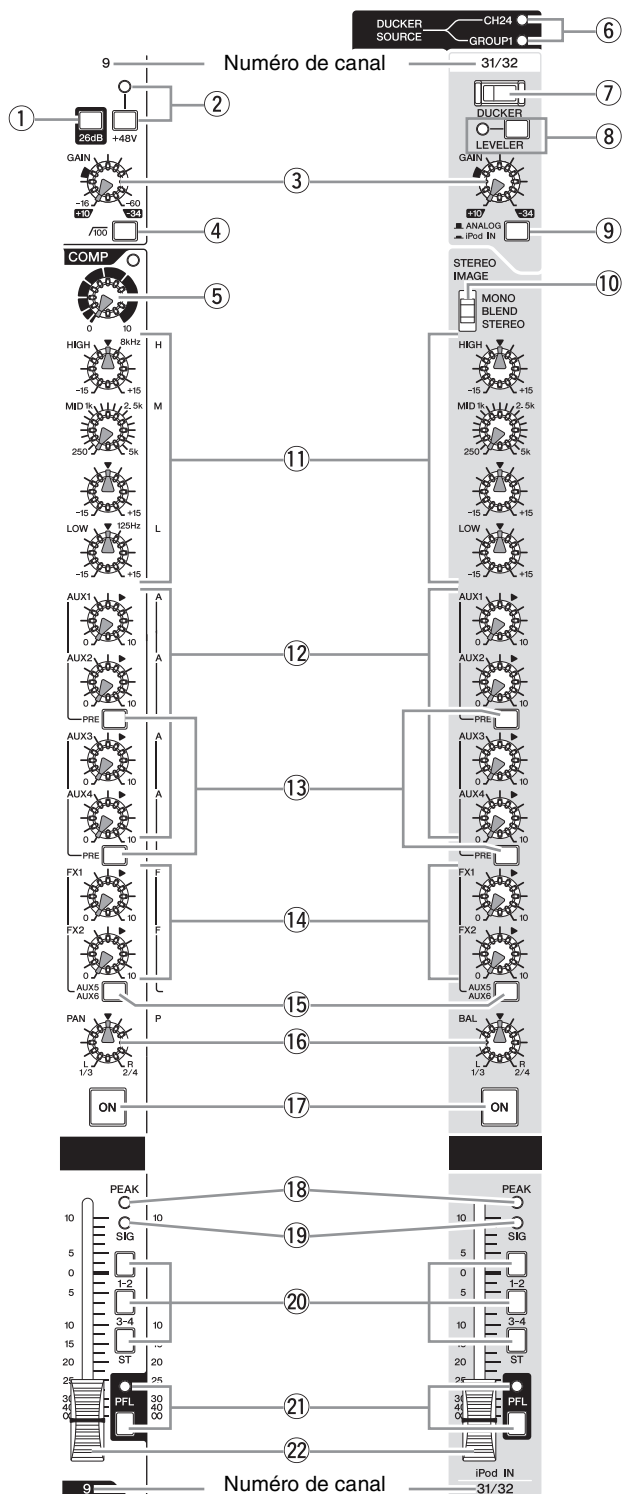 DUCKER SOURCE CH24 GROUP1 ⑥
9 Numéro de canal 31/32
① ② ⑦
26dB +48V DUCKER
LEVELER ⑧
GAIN ③ GAIN
-16 -60
+10 -34 +10 -34
/100 ④ ANALOG iPod IN ⑨
COMP STEREO IMAGE ⑩
⑤ MONO
0 10 BLEND
STEREO
HIGH 8kHz H HIGH
-15 +15 -15 +15
MID 1k 2.5k M MID 1k 2.5k
250 5k ⑪ 250 5k
-15 +15 -15 +15
LOW 125Hz L LOW
-15 +15 -15 +15
AUX1 A AUX1
0 10 ⑫ 0 10
AUX2 A AUX2
0 10 0 10
PRE PRE
AUX3 A ⑬ AUX3
0 10 0 10
AUX4 A AUX4
0 10 0 10
PRE PRE
FX1 F FX1
0 10 ⑭ 0 10
FX2 F FX2
0 10 0 10
AUX5 AUX6 ⑮ AUX5 AUX6
PAN P BAL
⑯
L R L R
1/3 2/4 1/3 2/4
ON ⑰ ON
PEAK ⑱ PEAK
10 10 10
SIG ⑲ SIG
5 5
0 0
1-2 1-2
5 ⑳ 5
10 3-4 10 10 3-4
15 15
20 ST 20 20 ST
25 25 25
30 PFL 30 ㉑ 30 PFL
40 40 40
∞ ∞ ∞
㉒
iPod IN
9 Numéro de canal 31/32